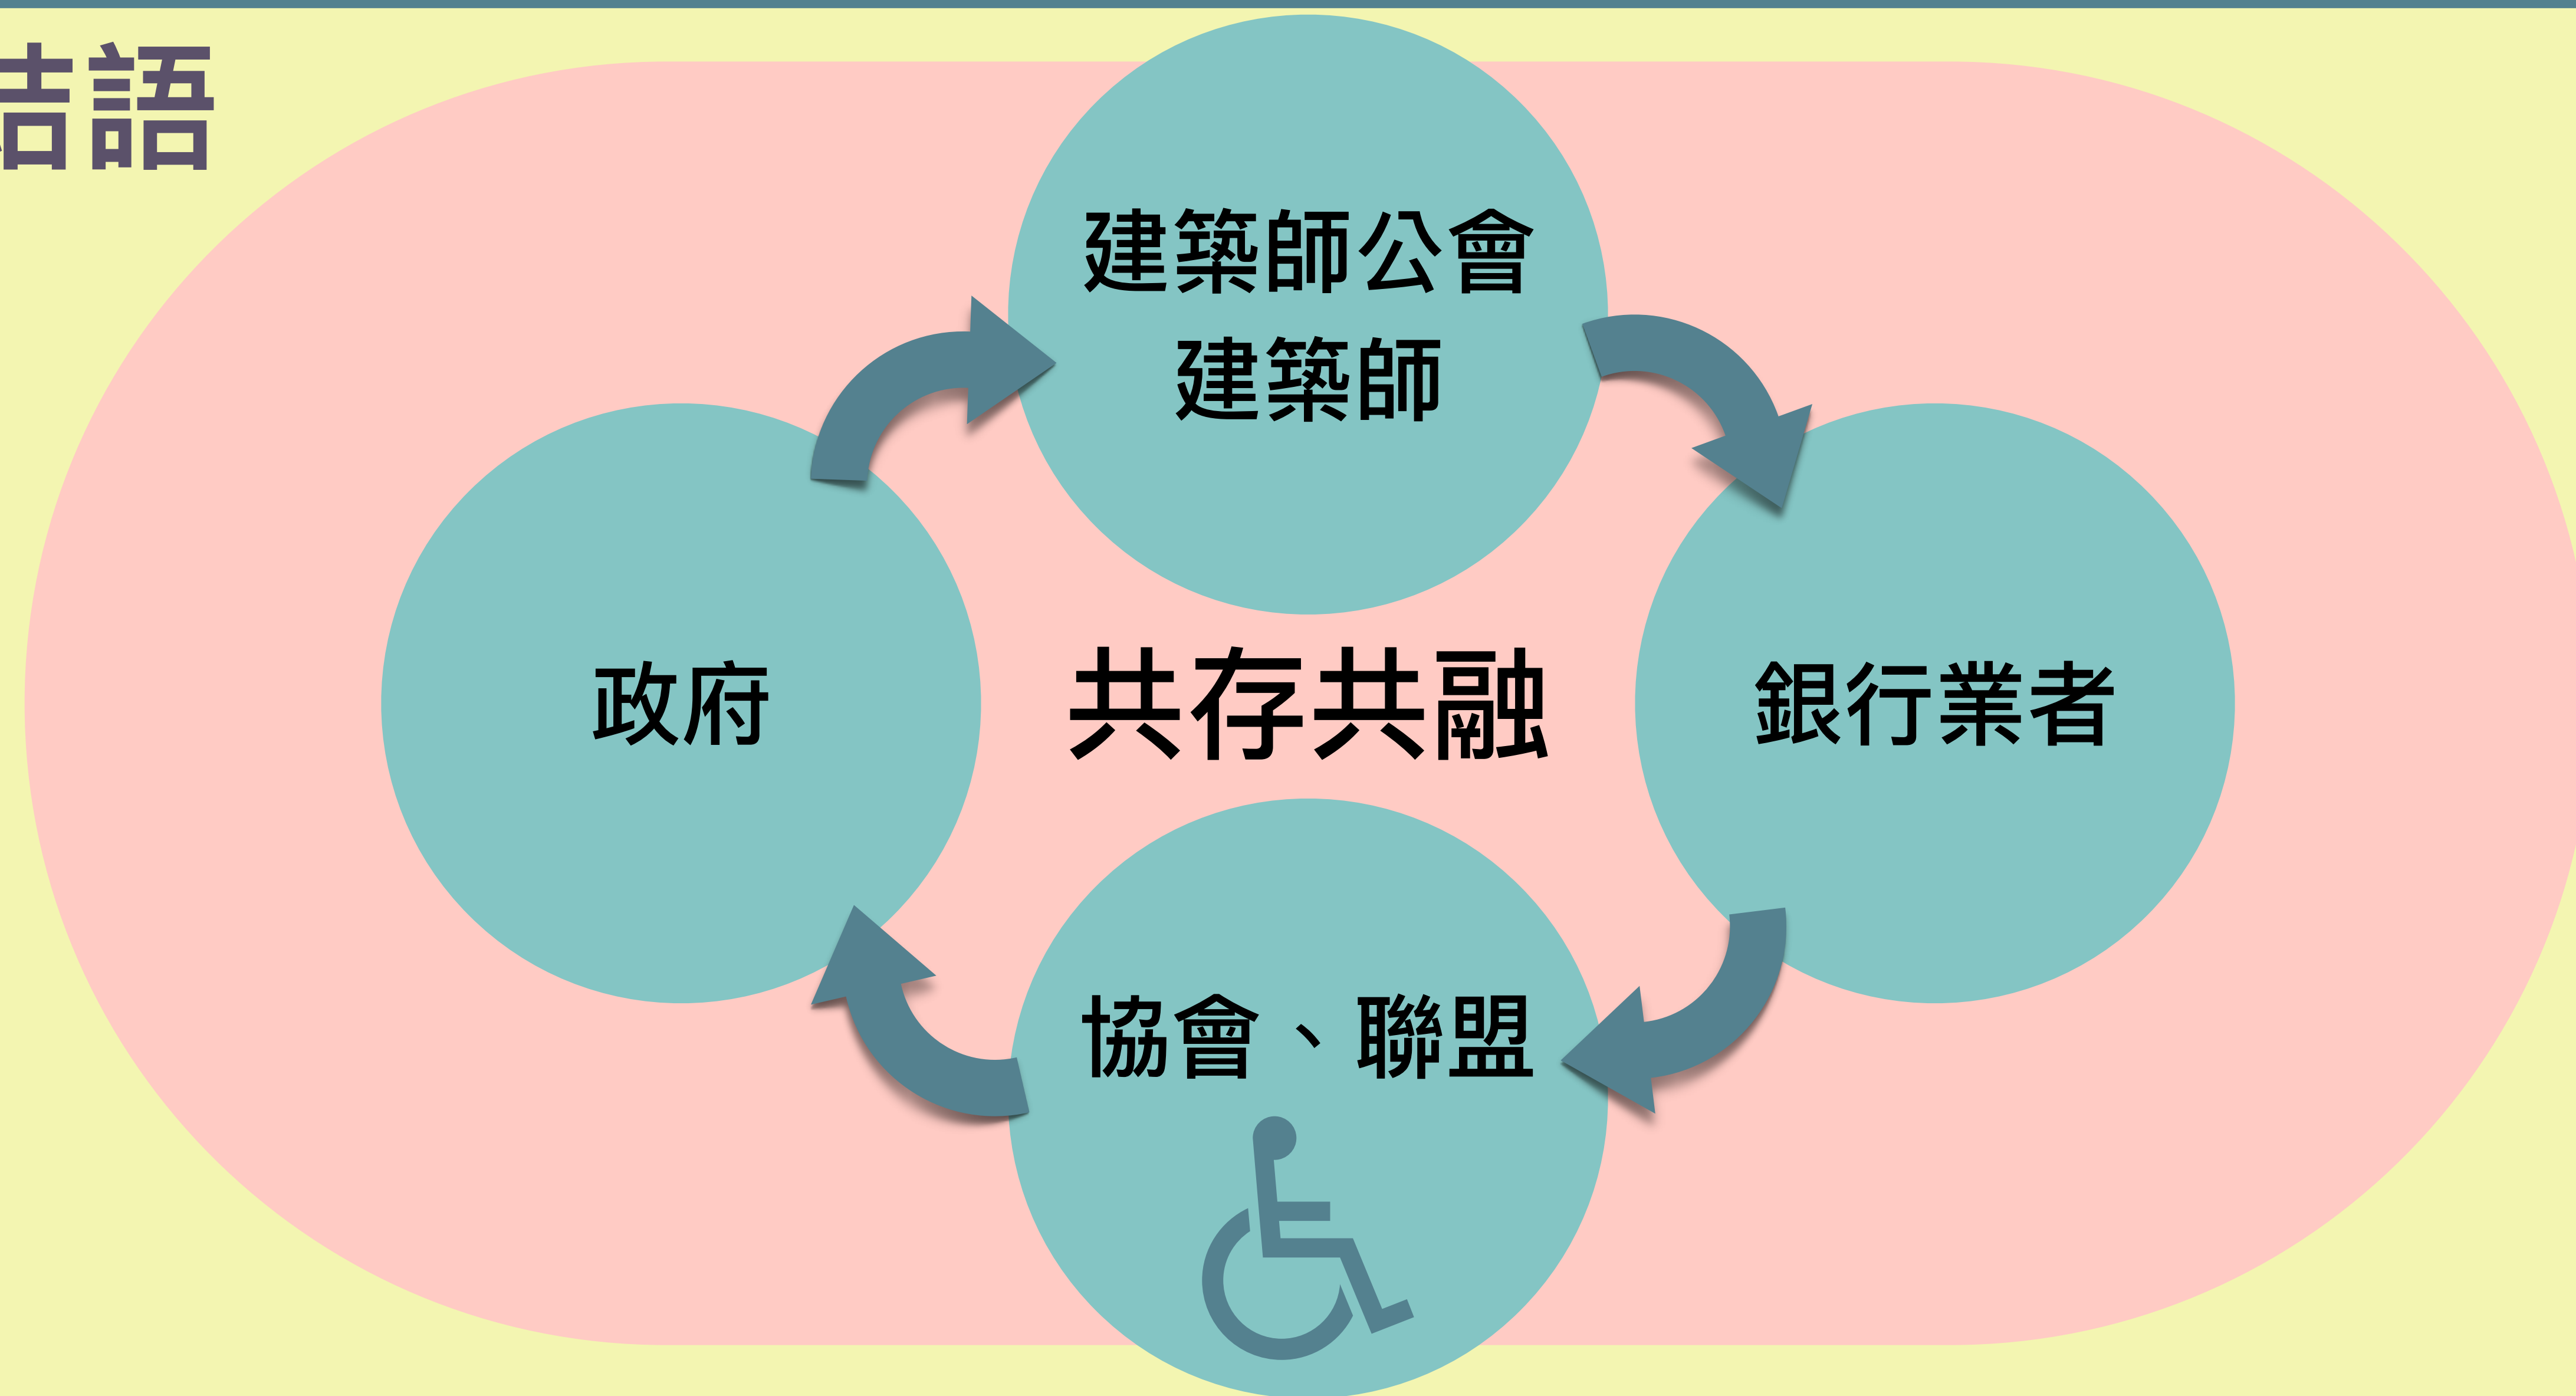 結語
建築師公會
建築師
政府
共存共融
銀行業者
協會、聯盟